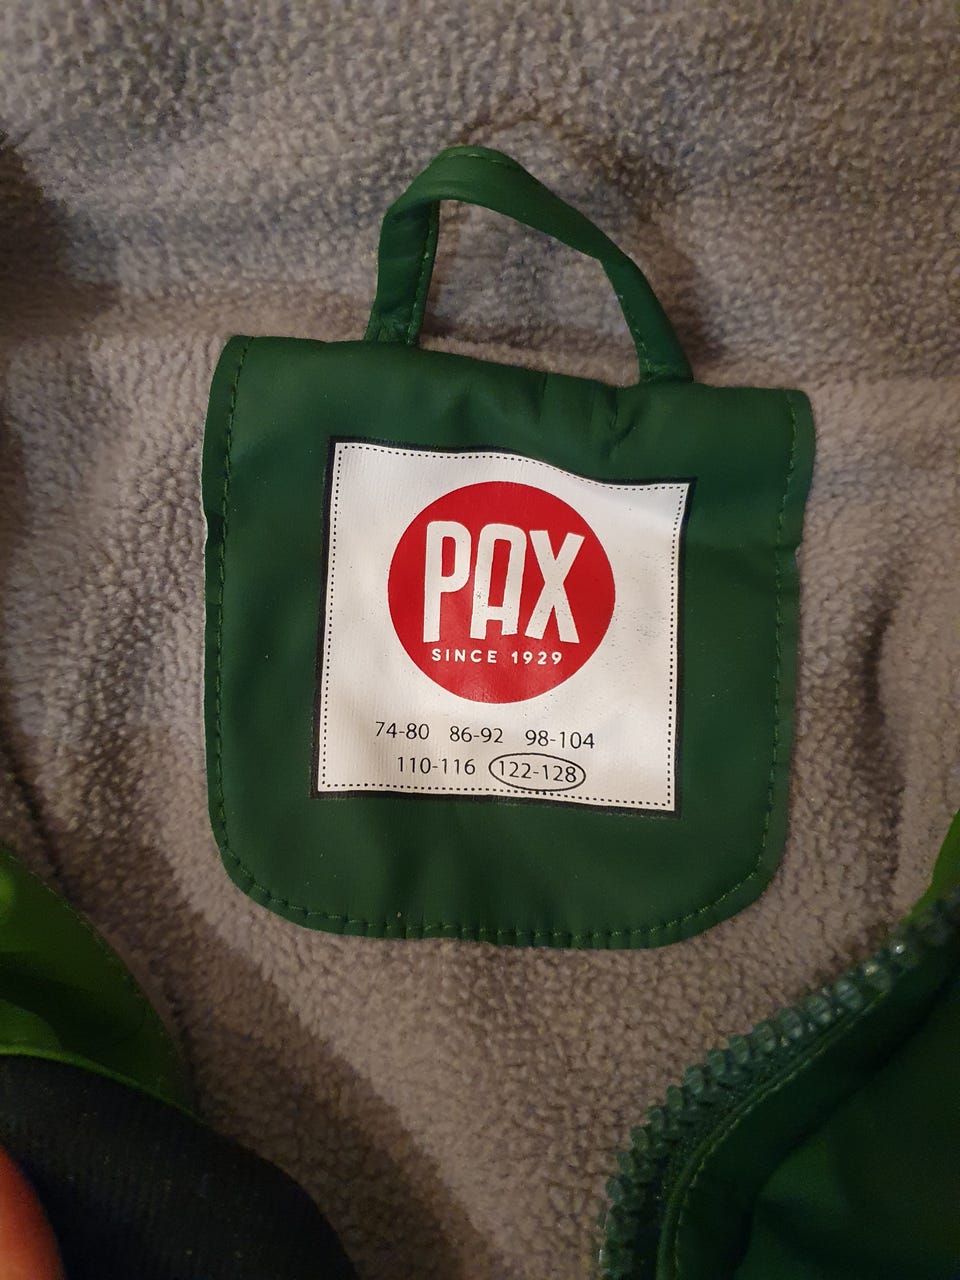 PAX
SINCE 1929
74-80 86-92 98-104
110-116 122-128